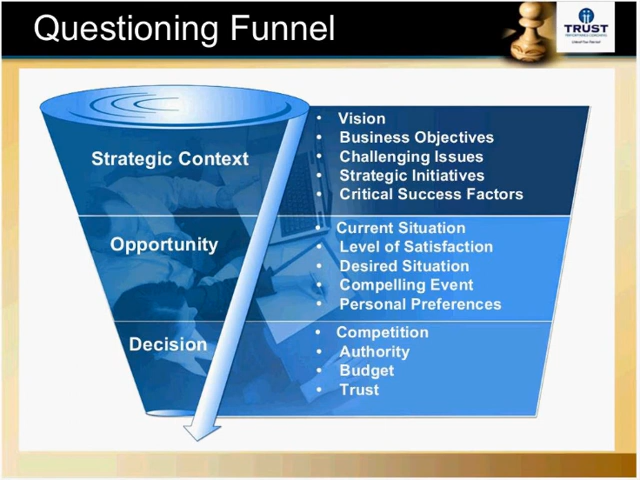 Questioning Funnel
TRUST
Strategic Context
• Vision
• Business Objectives
• Challenging Issues
• Strategic Initiatives
• Critical Success Factors
Opportunity
• Current Situation
• Level of Satisfaction
• Desired Situation
• Compelling Event
• Personal Preferences
Decision
• Competition
• Authority
• Budget
• Trust